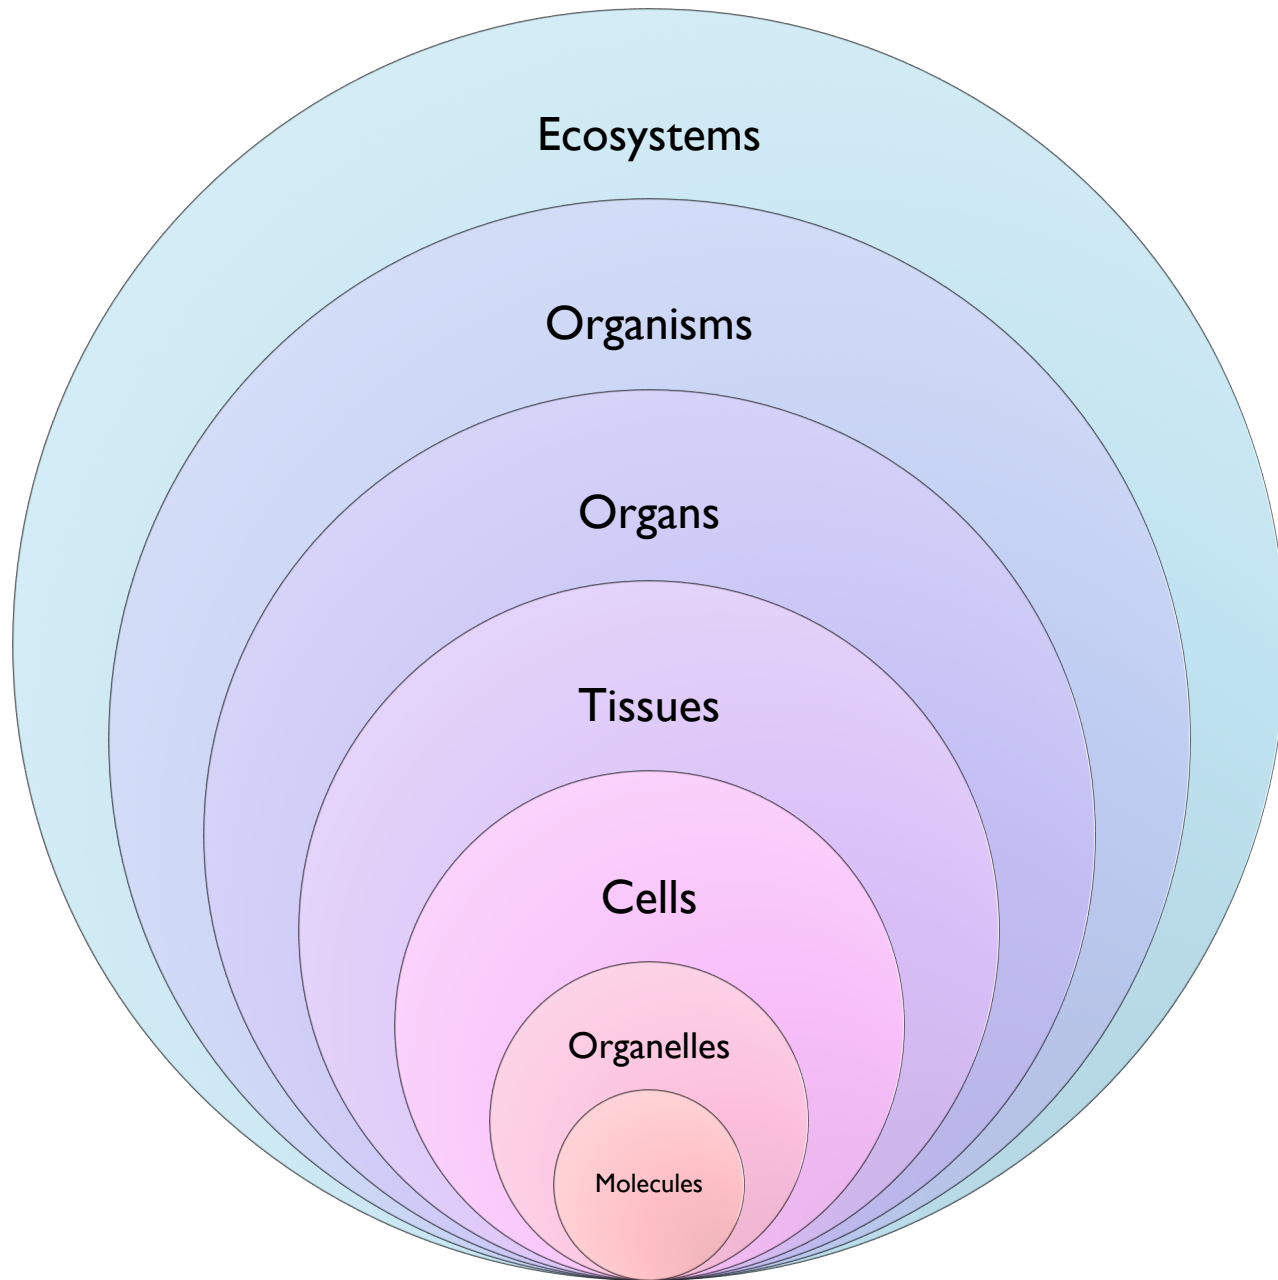 Ecosystems
Organisms
Organs
Tissues
Cells
Organelles
Molecules